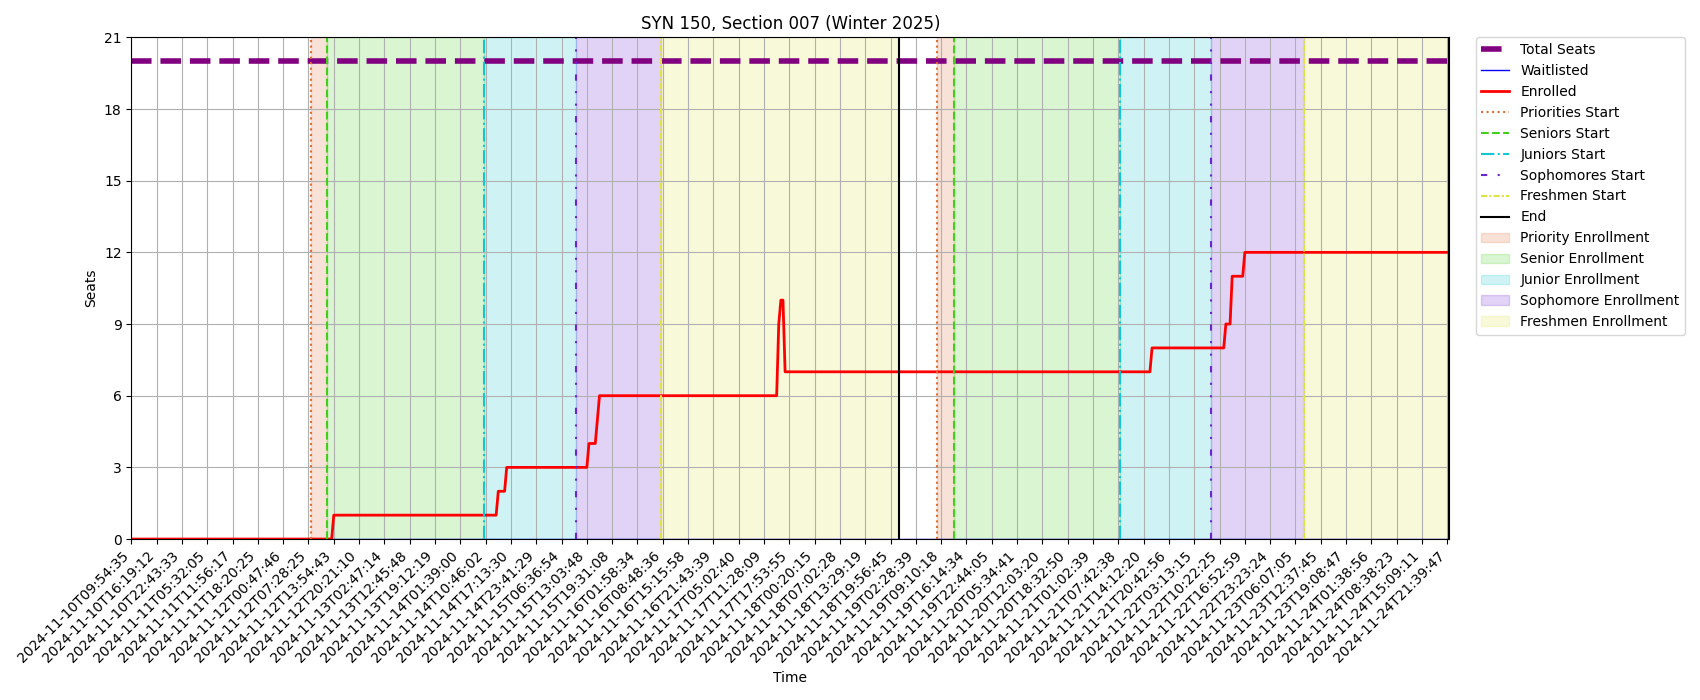 SYN 150, Section 007 (Winter 2025)
21
18
15
12
9
6
3
0
Seats
2024-11-10T09:54:35
2024-11-10T16:19:12
2024-11-10T22:43:33
2024-11-11T05:32:05
2024-11-11T11:56:17
2024-11-11T18:20:25
2024-11-12T00:47:46
2024-11-12T07:28:25
2024-11-12T13:54:43
2024-11-12T20:21:10
2024-11-13T02:47:14
2024-11-13T12:45:48
2024-11-13T19:12:19
2024-11-14T01:39:00
2024-11-14T10:46:02
2024-11-14T17:13:30
2024-11-14T23:41:29
2024-11-15T06:36:54
2024-11-15T13:03:48
2024-11-15T19:31:08
2024-11-16T01:58:34
2024-11-16T08:48:36
2024-11-16T15:15:58
2024-11-16T21:43:39
2024-11-17T05:02:40
2024-11-17T11:28:09
2024-11-17T17:53:55
2024-11-18T00:20:15
2024-11-18T07:02:28
2024-11-18T13:29:19
2024-11-18T19:56:45
2024-11-19T02:28:39
2024-11-19T09:10:18
2024-11-19T16:14:34
2024-11-19T22:44:05
2024-11-20T05:34:41
2024-11-20T12:03:20
2024-11-20T18:32:50
2024-11-21T01:02:39
2024-11-21T07:42:38
2024-11-21T14:12:20
2024-11-21T20:42:56
2024-11-22T03:13:15
2024-11-22T10:22:25
2024-11-22T16:52:59
2024-11-22T23:23:24
2024-11-23T06:07:05
2024-11-23T12:37:45
2024-11-23T19:08:47
2024-11-24T01:38:56
2024-11-24T08:38:23
2024-11-24T15:09:11
2024-11-24T21:39:47
Time
Total Seats
Waitlisted
Enrolled
Priorities Start
Seniors Start
Juniors Start
Sophomores Start
Freshmen Start
End
Priority Enrollment
Senior Enrollment
Junior Enrollment
Sophomore Enrollment
Freshmen Enrollment